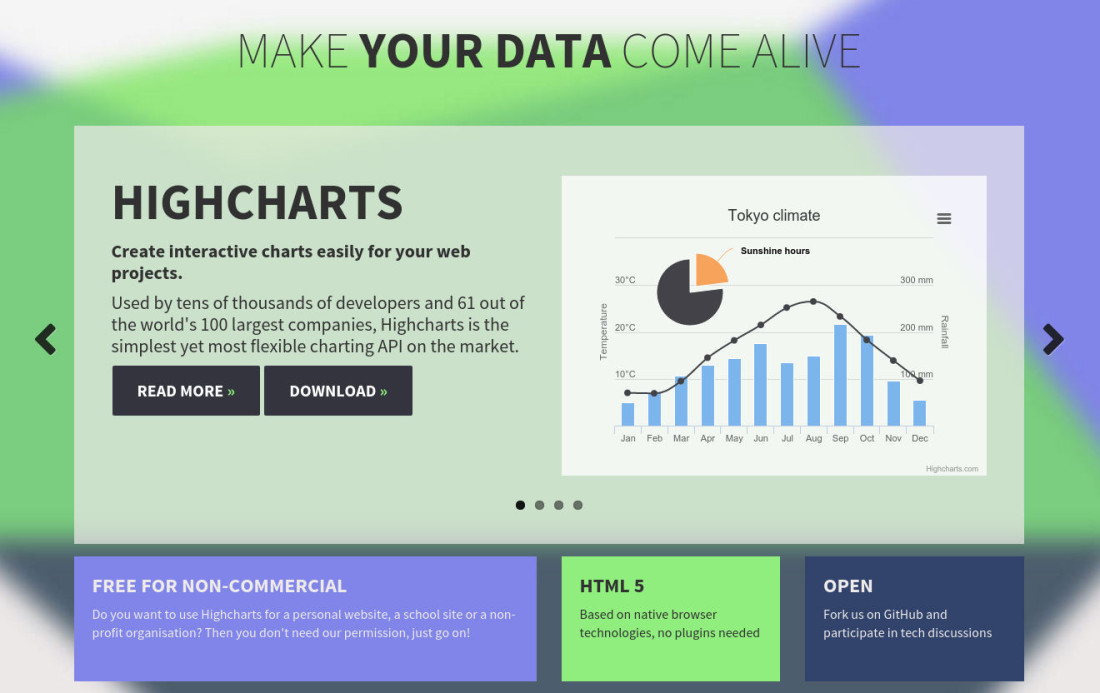 MAKE YOUR DATA COME ALIVE
HIGHCHARTS
Create interactive charts easily for your web
projects.
Used by tens of thousands of developers and 61 out of
the world's 100 largest companies, Highcharts is the
simplest yet most flexible charting API on the market.
READ MORE »
DOWNLOAD »
Tokyo climate
Sunshine hours
30°C
300 mm
Temperature
20°C
200 mm
Rainfall
10°C
100 mm
Jan Feb Mar Apr May Jun Jul Aug Sep Oct Nov Dec
Highcharts.com
FREE FOR NON-COMMERCIAL
Do you want to use Highcharts for a personal website, a school site or a non-
profit organisation? Then you don't need our permission, just go on!
HTML 5
Based on native browser
technologies, no plugins needed
OPEN
Fork us on GitHub and
participate in tech discussions